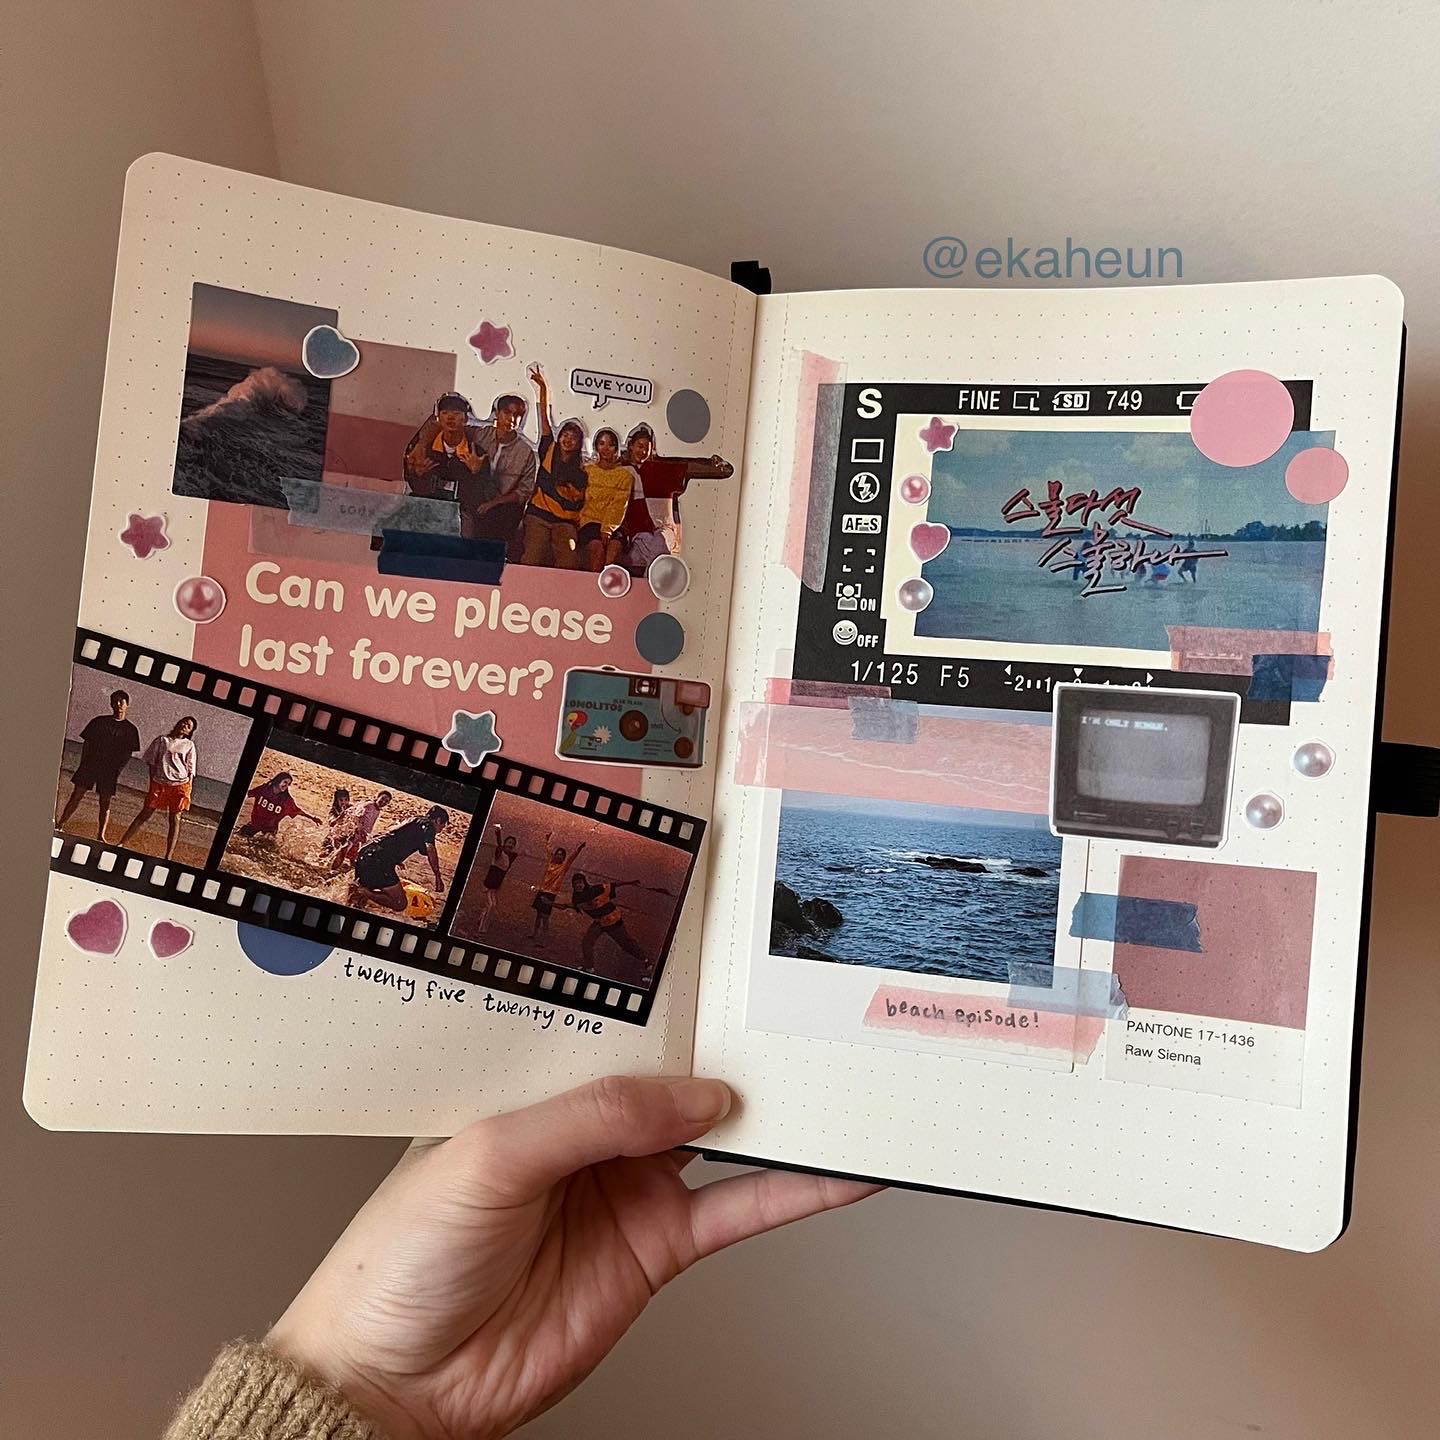 @ekaheun
LOVE YOU!
Can we please
last forever?
LONOLITOS
1990
twenty five twenty one
S
FINE L SD 749
AF-S
ON
OFF
1/125 F5 -2
스물다섯
스물하나
I'M ONLY HUMAN.
beach episode!
PANTONE 17-1436
Raw Sienna